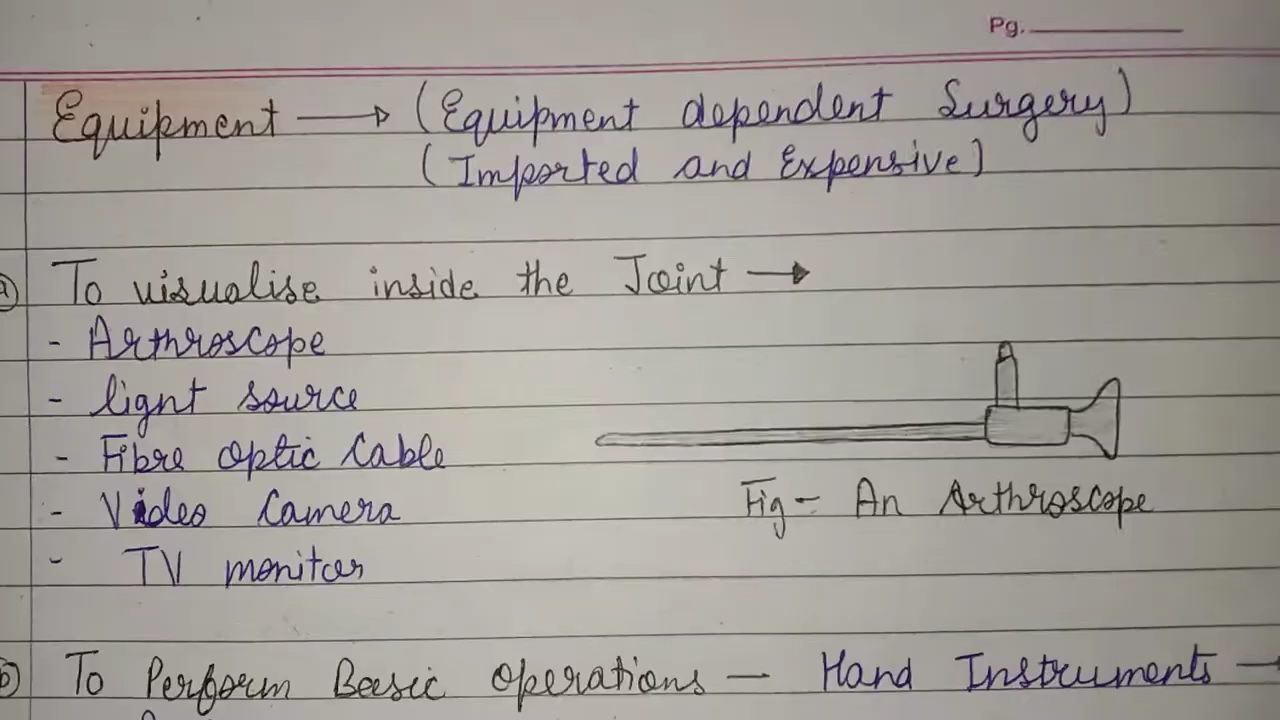 Pg.
Equipment → (Equipment dependent Surgery)
(Imported and Expensive)
a) To visualise inside the Joint →
- Arthroscope
- light source
- Fibre optic Cable
- Video Camera
- TV monitor
Fig - An Arthroscope
b) To Perform Basic Operations - Hand Instruments →